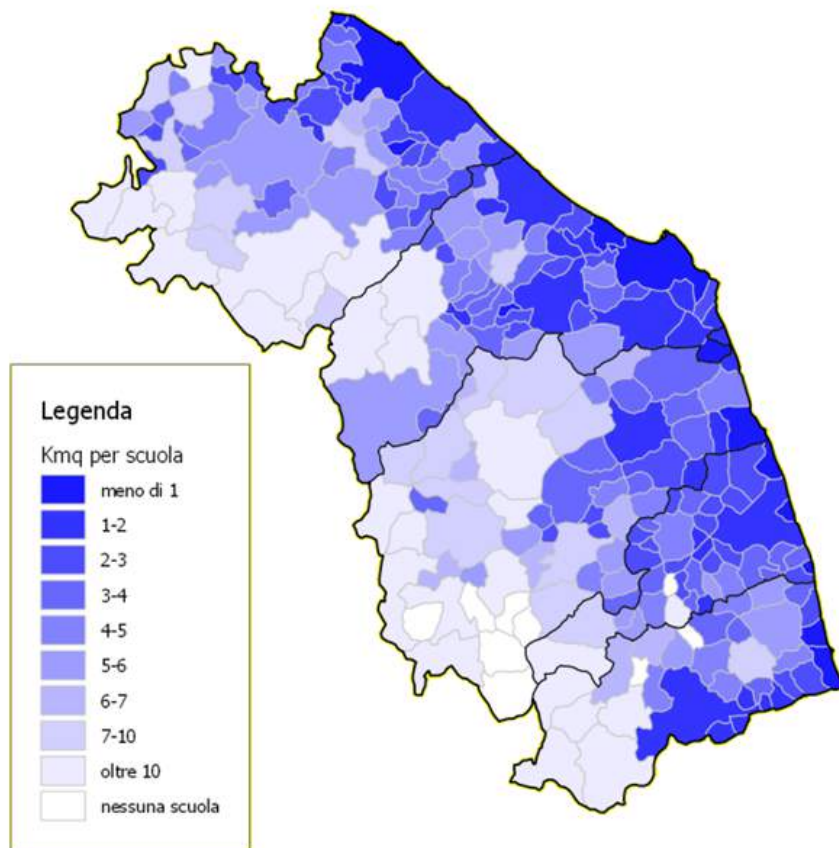 Legenda
Kmq per scuola
meno di 1
1-2
2-3
3-4
4-5
5-6
6-7
7-10
oltre 10
nessuna scuola